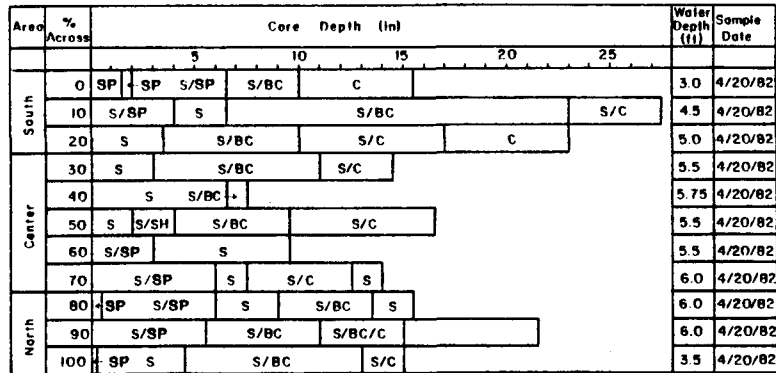 Area % Across Core Depth (in) Water Depth (ft) Sample Date
5 10 15 20 25
South
0 SP SP S/SP S/BC C 3.0 4/20/82
10 S/SP S S/BC S/C 4.5 4/20/82
20 S S/BC S/C C 5.0 4/20/82
Center
30 S S/BC S/C 5.5 4/20/82
40 S S/BC 5.75 4/20/82
50 S S/SH S/BC S/C 5.5 4/20/82
60 S/SP S 5.5 4/20/82
70 S/SP S S/C S 6.0 4/20/82
North
80 SP S/SP S S/BC S 6.0 4/20/82
90 S/SP S/BC S/BC/C 6.0 4/20/82
100 SP S S/BC S/C 3.5 4/20/82